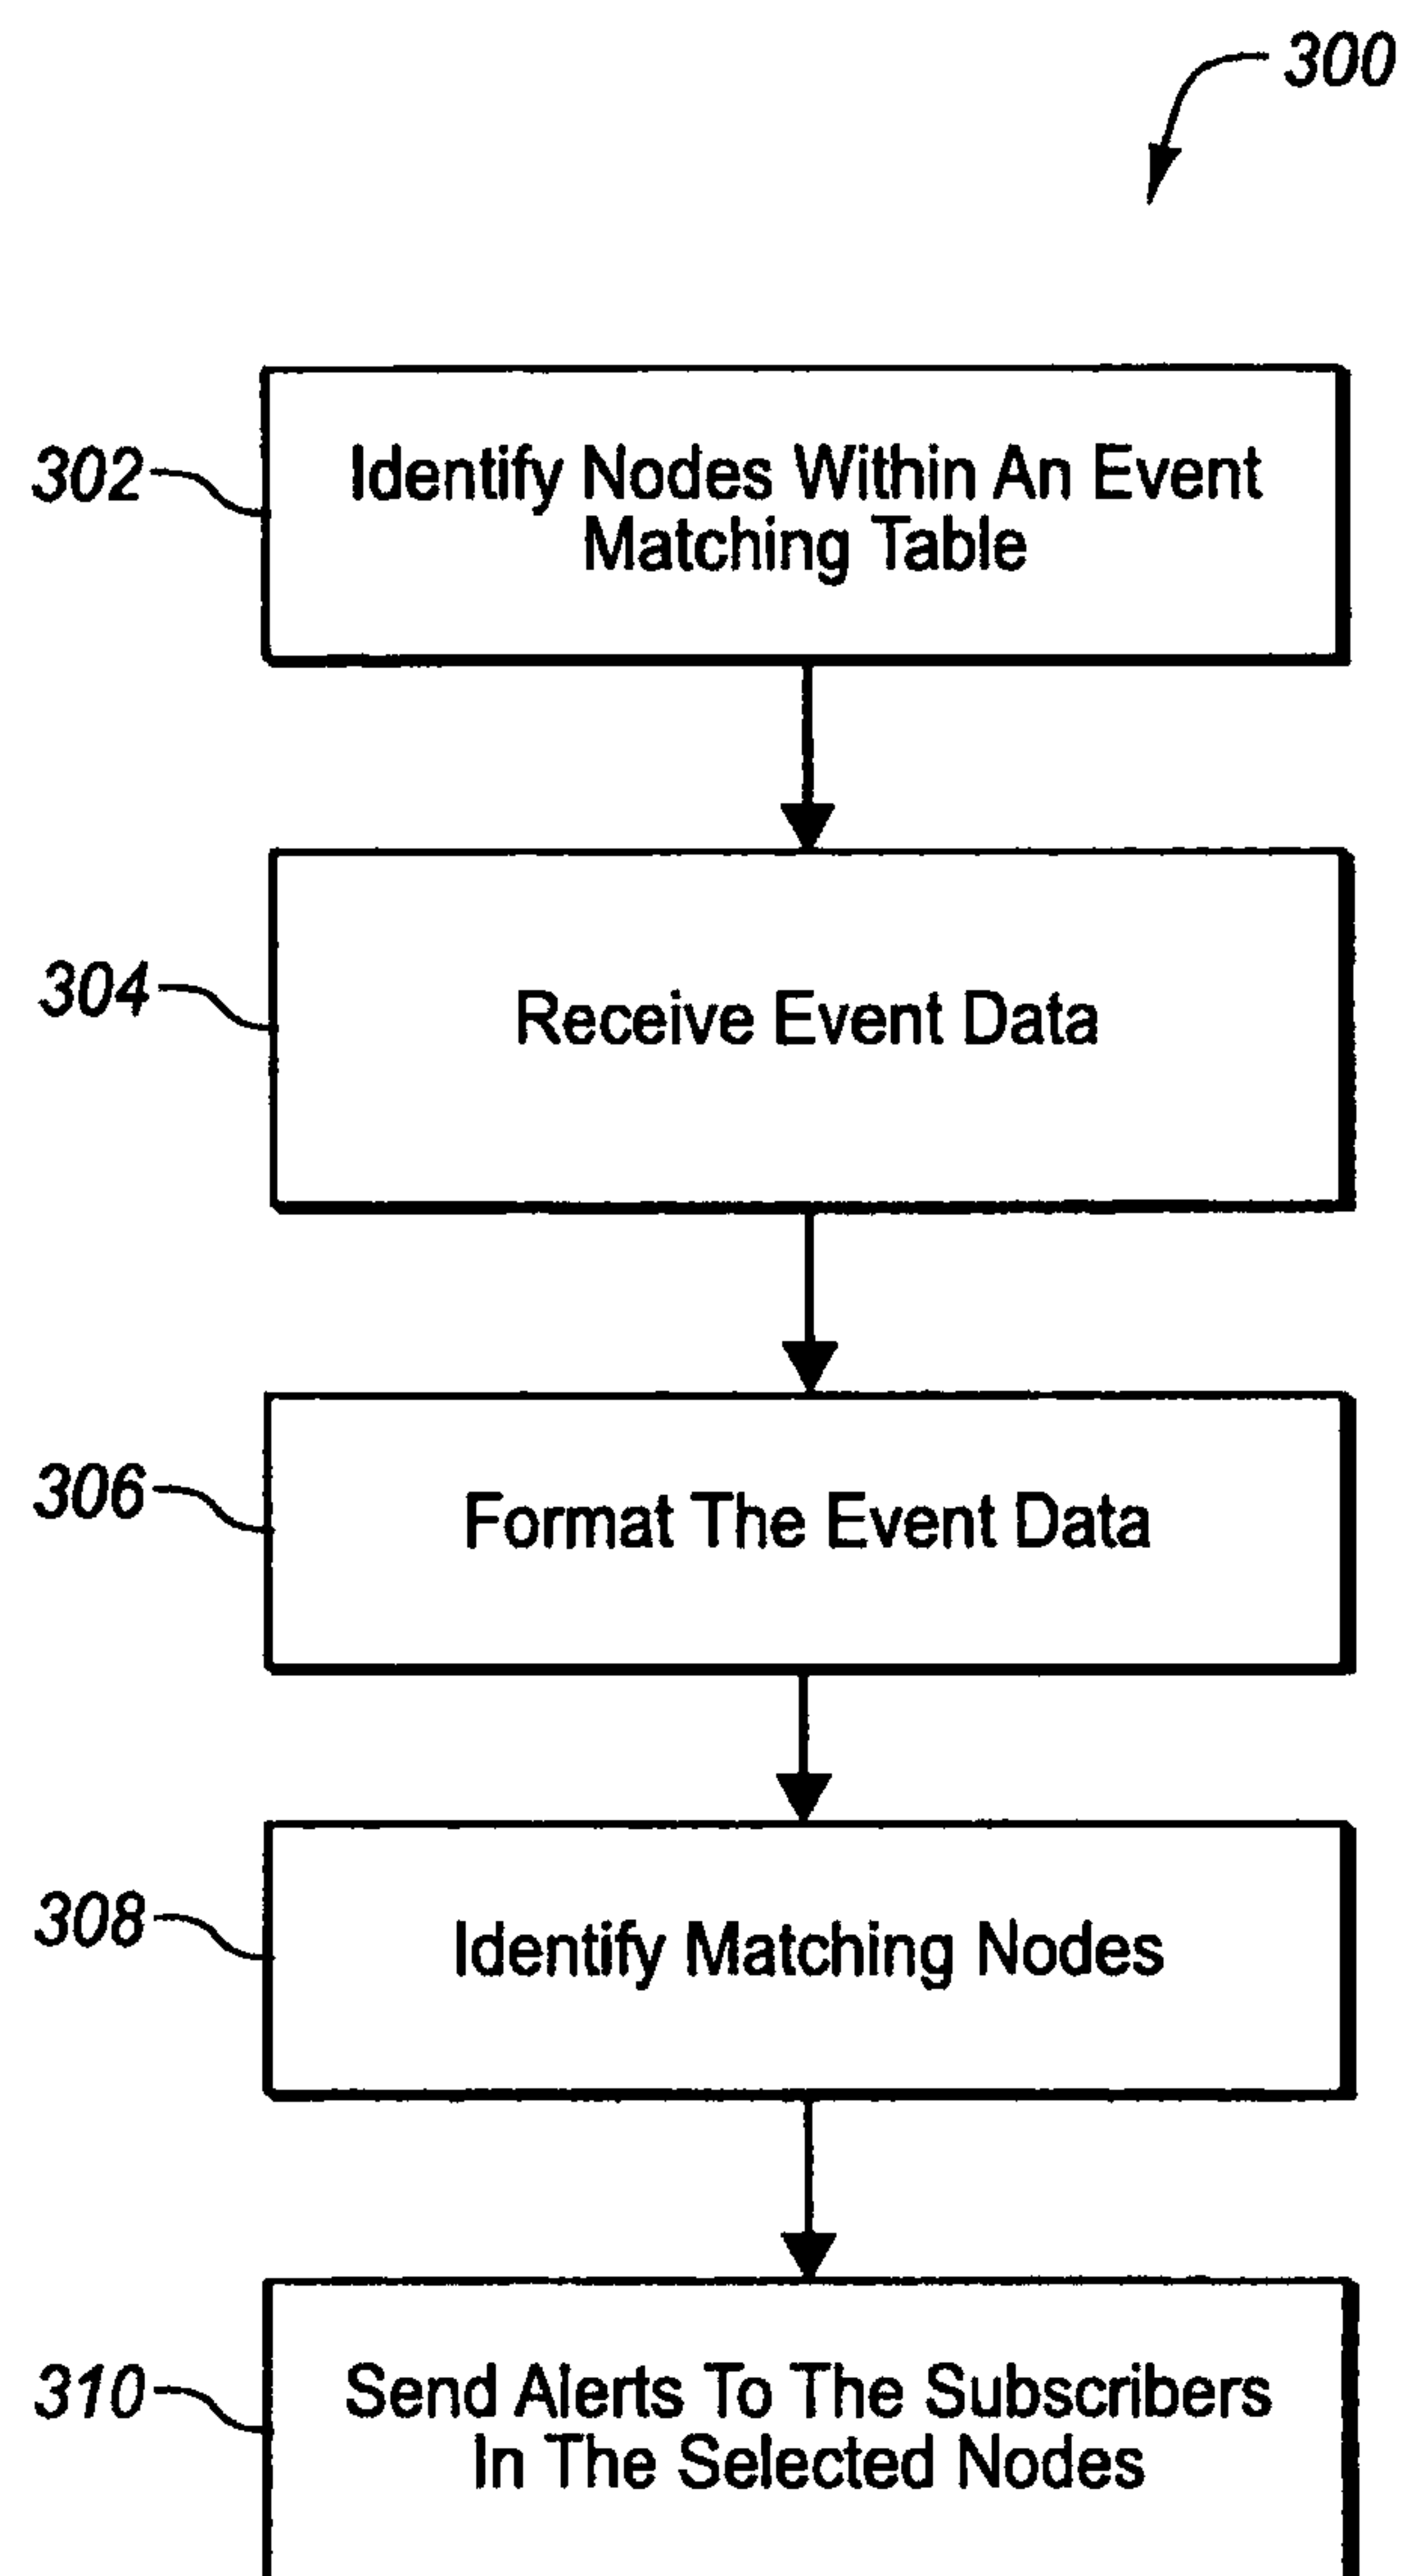 300
302
Identify Nodes Within An Event
Matching Table
304
Receive Event Data
306
Format The Event Data
308
Identify Matching Nodes
310
Send Alerts To The Subscribers
In The Selected Nodes